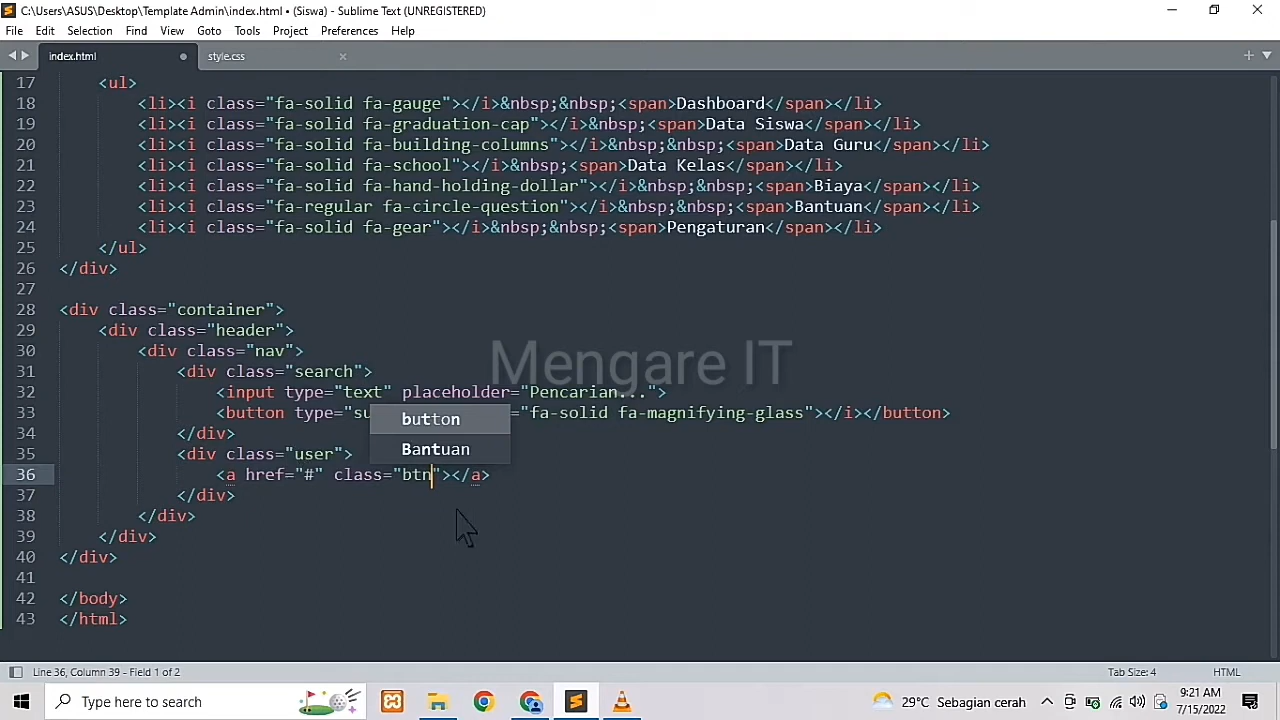 C:\Users\ASUS\Desktop\Template Admin\index.html • (Siswa) - Sublime Text (UNREGISTERED)
File Edit Selection Find View Goto Tools Project Preferences Help
index.html style.css
17 <ul>
18 <li><i class="fa-solid fa-gauge"></i>&nbsp;&nbsp;<span>Dashboard</span></li>
19 <li><i class="fa-solid fa-graduation-cap"></i>&nbsp;<span>Data Siswa</span></li>
20 <li><i class="fa-solid fa-building-columns"></i>&nbsp;&nbsp;<span>Data Guru</span></li>
21 <li><i class="fa-solid fa-school"></i>&nbsp;<span>Data Kelas</span></li>
22 <li><i class="fa-solid fa-hand-holding-dollar"></i>&nbsp;&nbsp;<span>Biaya</span></li>
23 <li><i class="fa-regular fa-circle-question"></i>&nbsp;&nbsp;<span>Bantuan</span></li>
24 <li><i class="fa-solid fa-gear"></i>&nbsp;&nbsp;<span>Pengaturan</span></li>
25 </ul>
26 </div>
27
28 <div class="container">
29 <div class="header">
30 <div class="nav">
31 <div class="search">
32 <input type="text" placeholder="Pencarian...">
33 <button type="su ="fa-solid fa-magnifying-glass"></i></button>
button
34 </div>
35 <div class="user">
Bantuan
36 <a href="#" class="btn"></a>
37 </div>
38 </div>
39 </div>
40 </div>
41
42 </body>
43 </html>
Mengare IT
Line 36, Column 39 - Field 1 of 2 Tab Size: 4 HTML
Type here to search
29°C Sebagian cerah
9:21 AM
7/15/2022